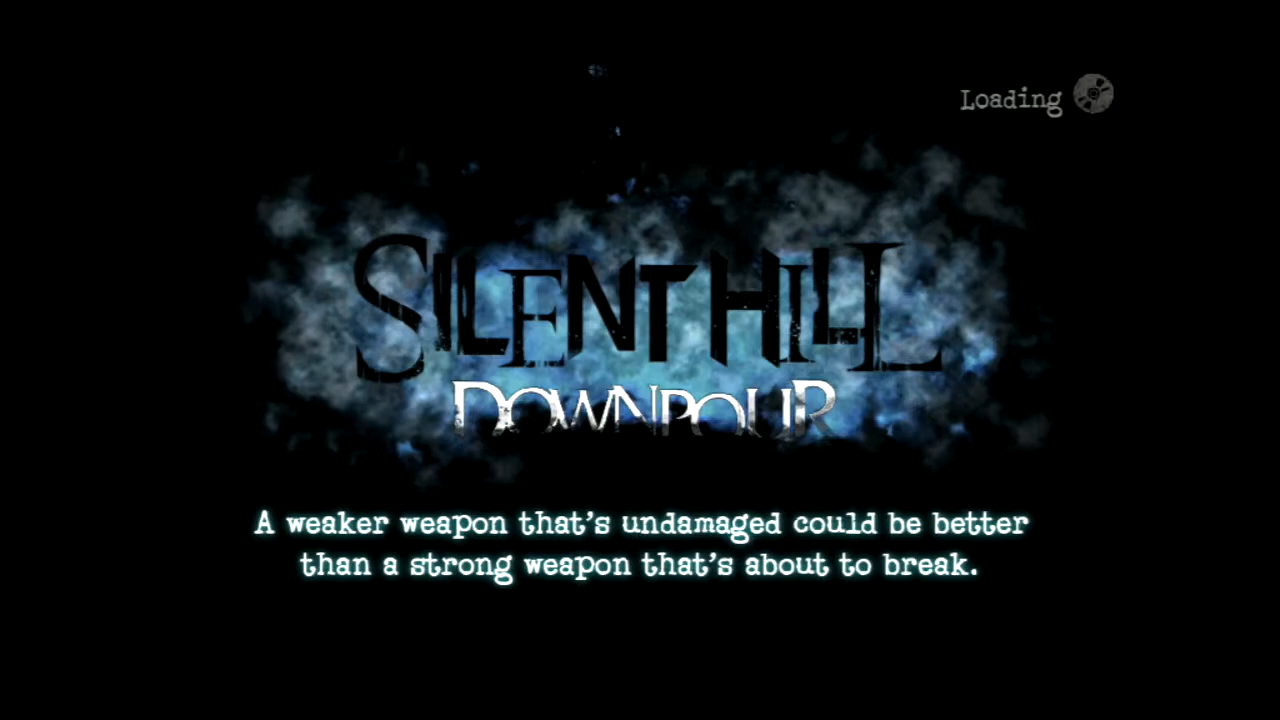 Loading
SILENT HILL
DOWNPOUR
A weaker weapon that's undamaged could be better
than a strong weapon that's about to break.